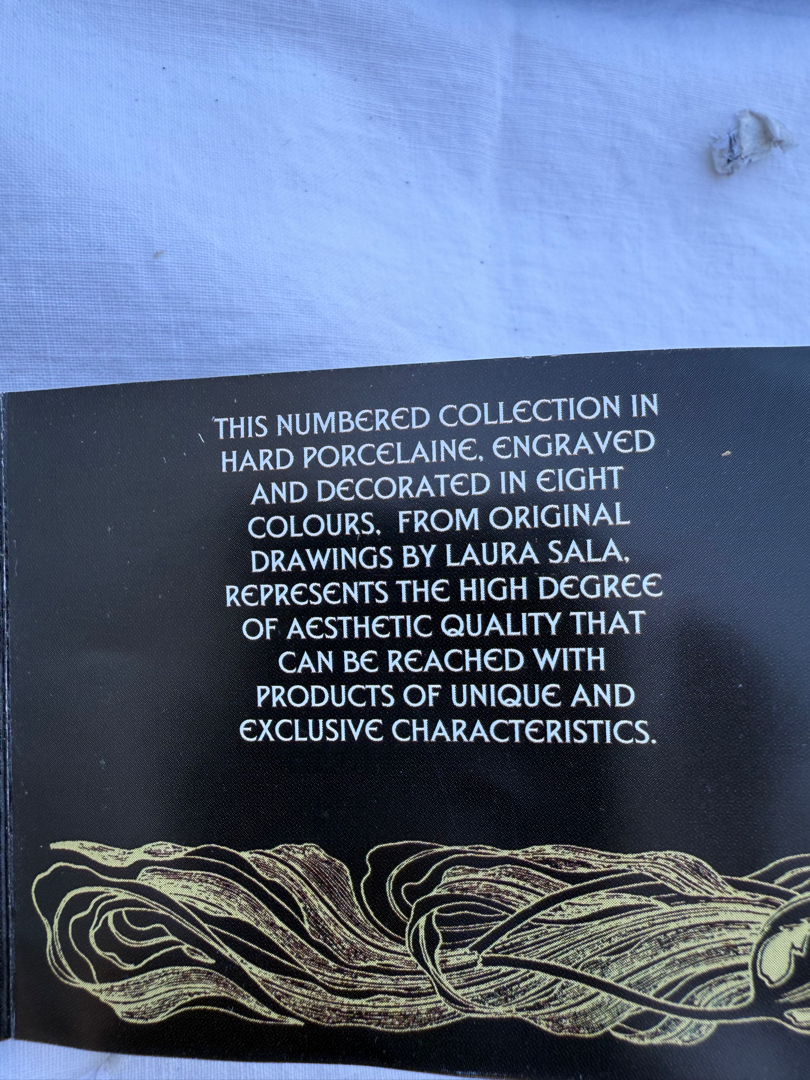 THIS NUMBERED COLLECTION IN
HARD PORCELAINE, ENGRAVED
AND DECORATED IN EIGHT
COLOURS, FROM ORIGINAL
DRAWINGS BY LAURA SALA,
REPRESENTS THE HIGH DEGREE
OF AESTHETIC QUALITY THAT
CAN BE REACHED WITH
PRODUCTS OF UNIQUE AND
EXCLUSIVE CHARACTERISTICS.